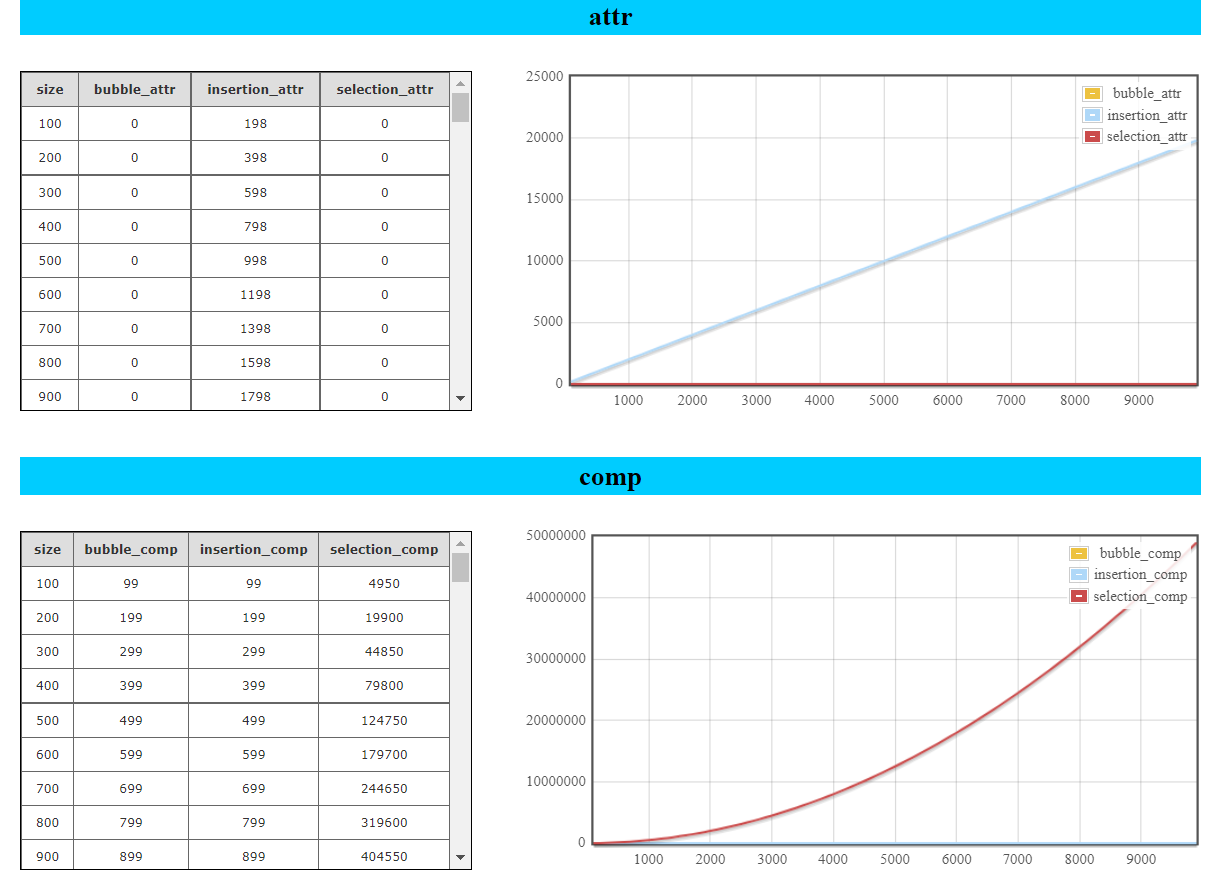 attr
size bubble_attr insertion_attr selection_attr
100 0 198 0
200 0 398 0
300 0 598 0
400 0 798 0
500 0 998 0
600 0 1198 0
700 0 1398 0
800 0 1598 0
900 0 1798 0
25000
20000
15000
10000
5000
0
1000 2000 3000 4000 5000 6000 7000 8000 9000
bubble_attr
insertion_attr
selection_attr
comp
size bubble_comp insertion_comp selection_comp
100 99 99 4950
200 199 199 19900
300 299 299 44850
400 399 399 79800
500 499 499 124750
600 599 599 179700
700 699 699 244650
800 799 799 319600
900 899 899 404550
50000000
40000000
30000000
20000000
10000000
0
1000 2000 3000 4000 5000 6000 7000 8000 9000
bubble_comp
insertion_comp
selection_comp